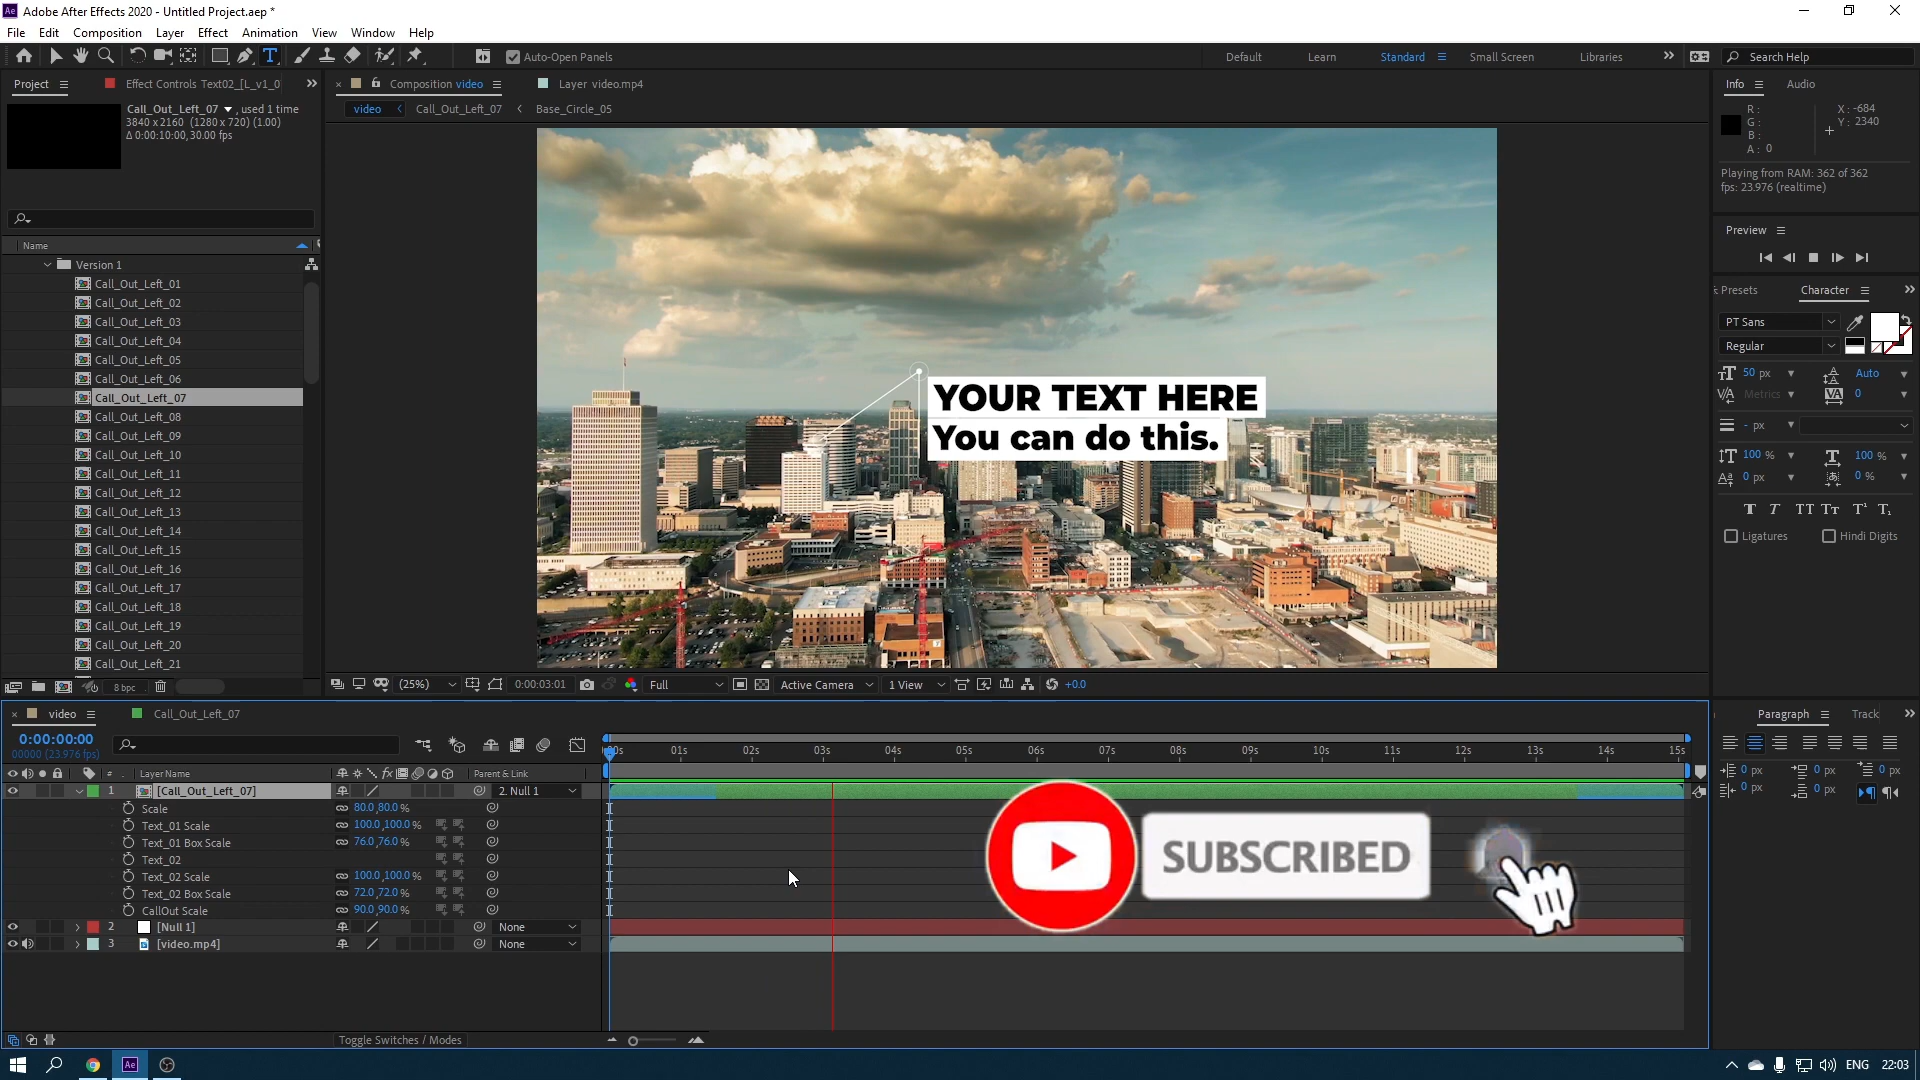 Adobe After Effects 2020 - Untitled Project.aep *
File Edit Composition Layer Effect Animation View Window Help
Auto-Open Panels
Default Learn Standard Small Screen Libraries
Search Help
Project
Effect Controls Text02_[L_v1_0
Composition video
Layer video.mp4
Info Audio
Call_Out_Left_07 , used 1 time
3840 x 2160 (1280 x 720) (1.00)
Δ 0:00:10:00, 30.00 fps
video Call_Out_Left_07 Base_Circle_05
R:
G:
B:
A: 0
X: -684
Y: 2340
Playing from RAM: 362 of 362
fps: 23.976 (realtime)
Preview
Presets Character
PT Sans
Regular
50 px Auto
Metrics 0
- px
100 % 100 %
0 px 0 %
T T TT Tt T¹ T₁
Ligatures Hindi Digits
Name
Version 1
Call_Out_Left_01
Call_Out_Left_02
Call_Out_Left_03
Call_Out_Left_04
Call_Out_Left_05
Call_Out_Left_06
Call_Out_Left_07
Call_Out_Left_08
Call_Out_Left_09
Call_Out_Left_10
Call_Out_Left_11
Call_Out_Left_12
Call_Out_Left_13
Call_Out_Left_14
Call_Out_Left_15
Call_Out_Left_16
Call_Out_Left_17
Call_Out_Left_18
Call_Out_Left_19
Call_Out_Left_20
Call_Out_Left_21
8 bpc
YOUR TEXT HERE
You can do this.
(25%) 0:00:03:01 Full Active Camera 1 View +0.0
video Call_Out_Left_07
0:00:00:00
00000 (23.976 fps)
:00s 01s 02s 03s 04s 05s 06s 07s 08s 09s 10s 11s 12s 13s 14s 15s
# Layer Name Parent & Link
1 [Call_Out_Left_07] 2. Null 1
Scale 80.0,80.0 %
Text_01 Scale 100.0,100.0 %
Text_01 Box Scale 76.0,76.0 %
Text_02
Text_02 Scale 100.0,100.0 %
Text_02 Box Scale 72.0,72.0 %
CallOut Scale 90.0,90.0 %
2 [Null 1] None
3 [video.mp4] None
Toggle Switches / Modes
SUBSCRIBED
Paragraph Track
0 px 0 px 0 px
0 px 0 px
Ae
ENG 22:03